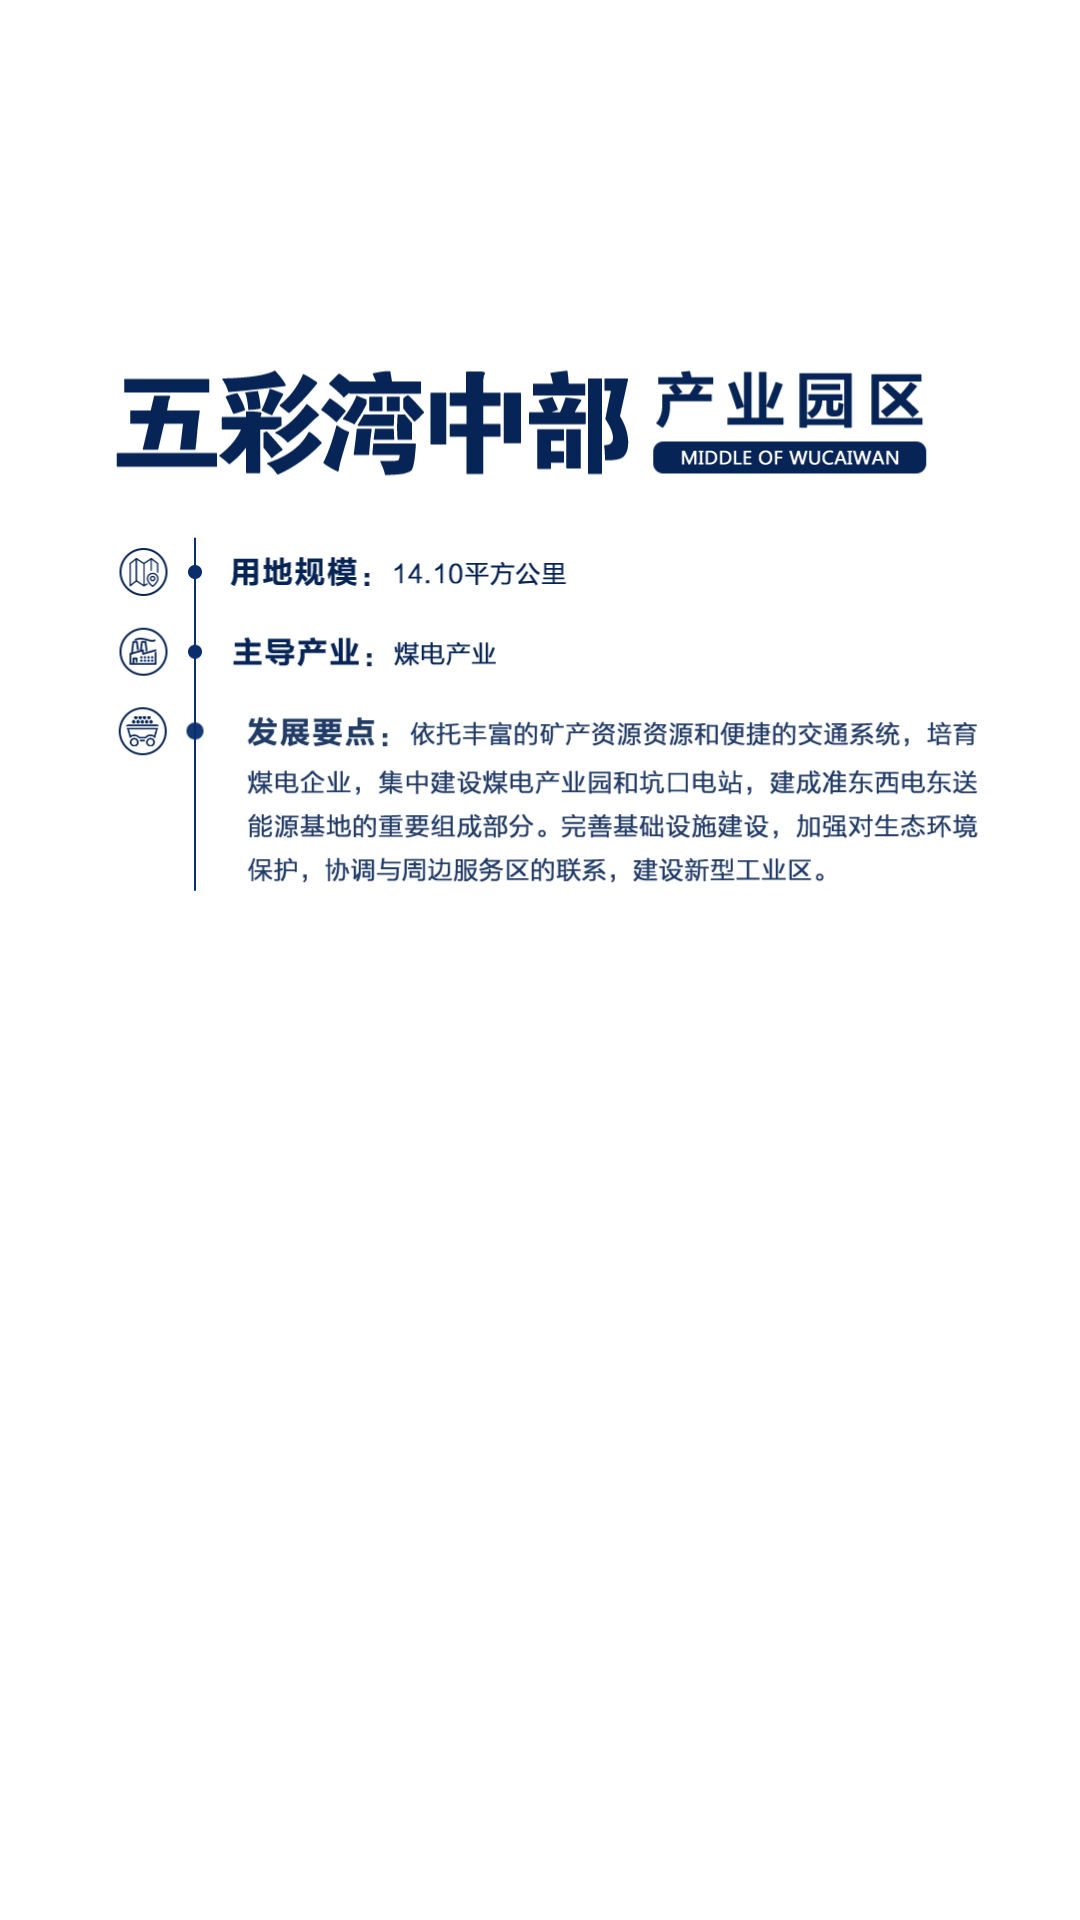 五彩湾中部 产业园区
MIDDLE OF WUCAIWAN
用地规模：14.10平方公里
主导产业：煤电产业
发展要点：依托丰富的矿产资源资源和便捷的交通系统，培育
煤电企业，集中建设煤电产业园和坑口电站，建成准东西电东送
能源基地的重要组成部分。完善基础设施建设，加强对生态环境
保护，协调与周边服务区的联系，建设新型工业区。